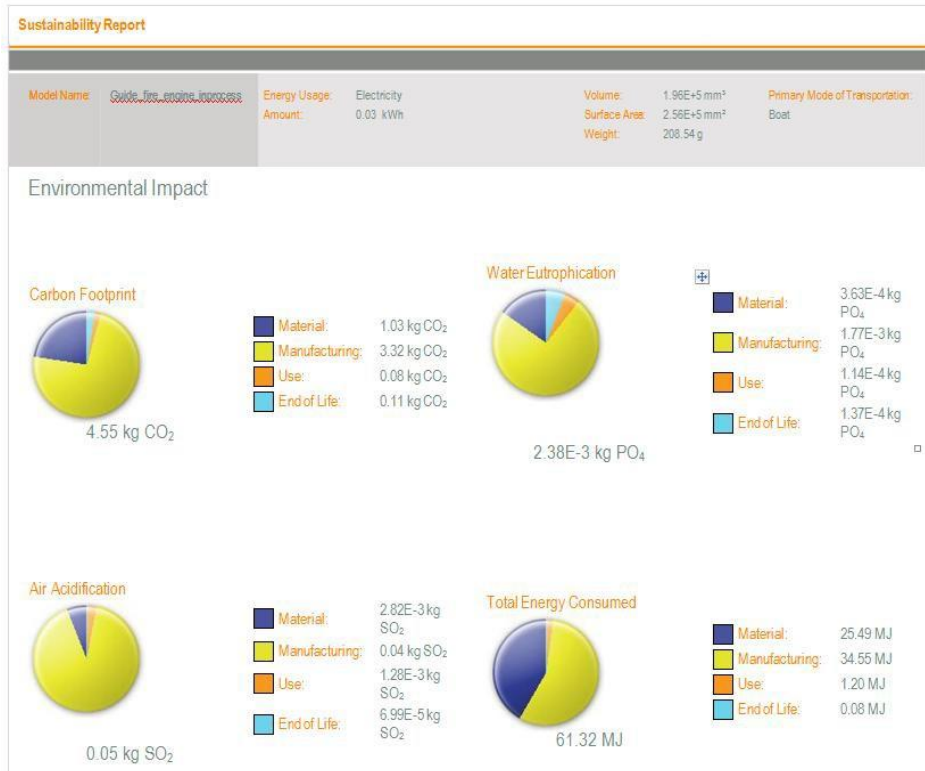 Sustainability Report
Model Name: Guide_fire_engine_inprocess
Energy Usage: Electricity
Amount: 0.03 kWh
Volume: 1.96E+5 mm³
Surface Area: 2.56E+5 mm²
Weight: 208.54 g
Primary Mode of Transportation:
Boat
Environmental Impact
Carbon Footprint
Material: 1.03 kg CO₂
Manufacturing: 3.32 kg CO₂
Use: 0.08 kg CO₂
End of Life: 0.11 kg CO₂
4.55 kg CO₂
Water Eutrophication
Material: 3.63E-4 kg
PO₄
Manufacturing: 1.77E-3 kg
PO₄
Use: 1.14E-4 kg
PO₄
End of Life: 1.37E-4 kg
PO₄
2.38E-3 kg PO₄
Air Acidification
Material: 2.82E-3 kg
SO₂
Manufacturing: 0.04 kg SO₂
Use: 1.28E-3 kg
SO₂
End of Life: 6.99E-5 kg
SO₂
0.05 kg SO₂
Total Energy Consumed
Material: 25.49 MJ
Manufacturing: 34.55 MJ
Use: 1.20 MJ
End of Life: 0.08 MJ
61.32 MJ